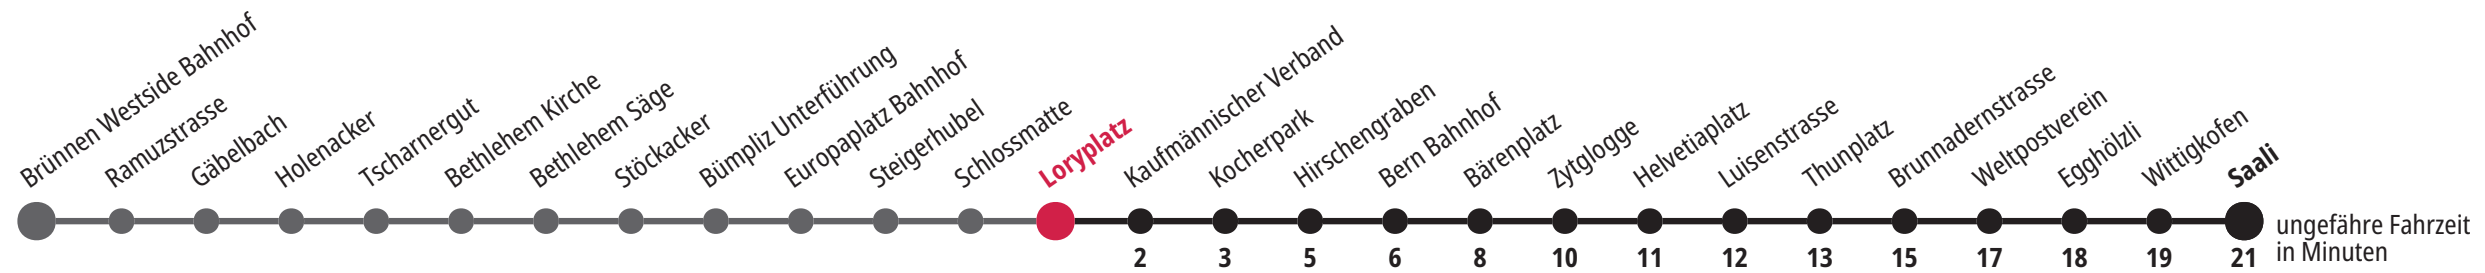 Brünnen Westside Bahnhof
Ramuzstrasse
Gäbelbach
Holenacker
Tscharnergut
Bethlehem Kirche
Bethlehem Säge
Stöckacker
Bümpliz Unterführung
Europaplatz Bahnhof
Steigerhubel
Schlossmatte
Loryplatz
Kaufmännischer Verband
Kocherpark
Hirschengraben
Bern Bahnhof
Bärenplatz
Zytglogge
Helvetiaplatz
Luisenstrasse
Thunplatz
Brunnadernstrasse
Weltpostverein
Egghölzli
Wittigkofen
Saali
2 3 5 6 8 10 11 12 13 15 17 18 19 21
ungefähre Fahrzeit
in Minuten